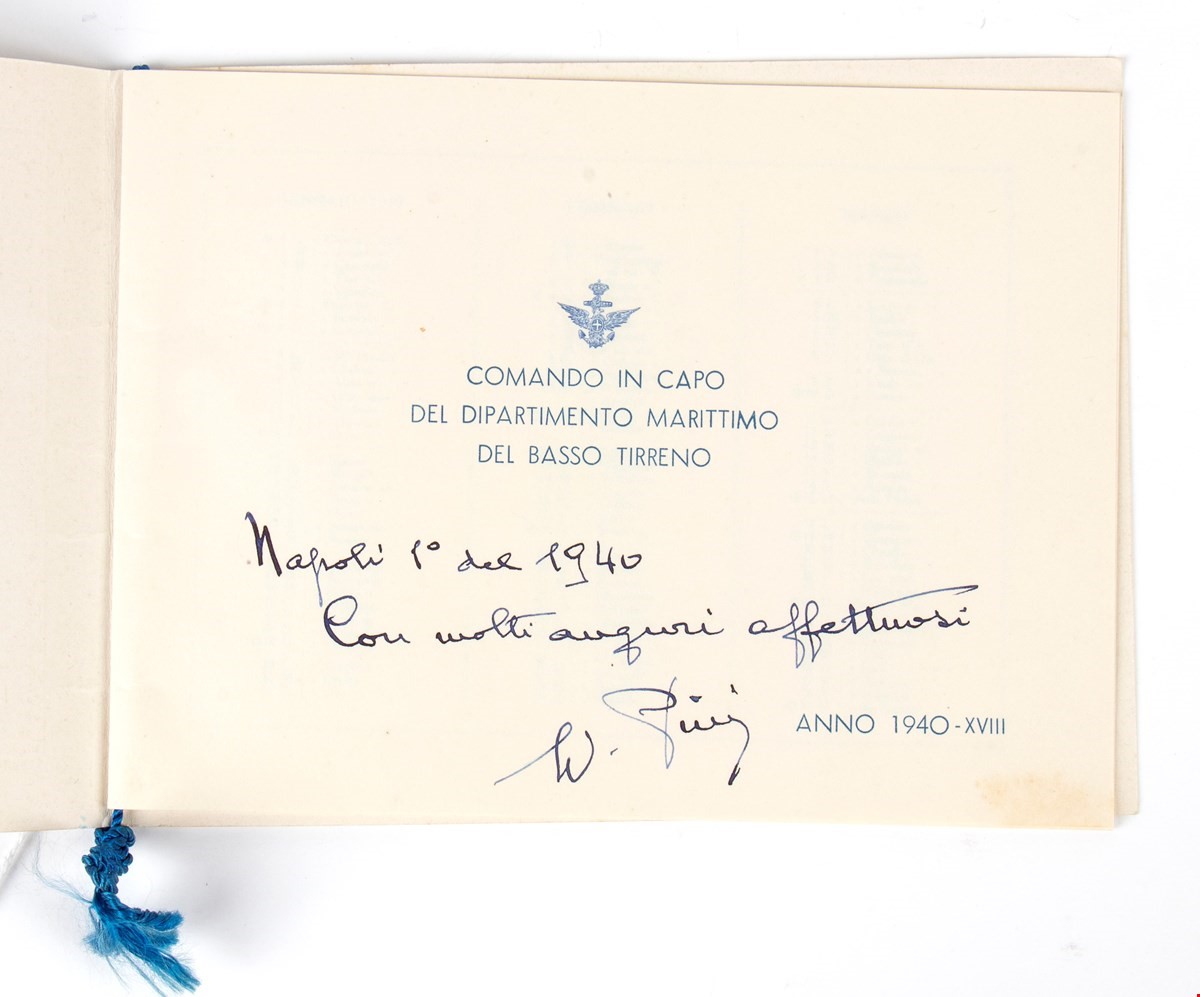 COMANDO IN CAPO
DEL DIPARTIMENTO MARITTIMO
DEL BASSO TIRRENO
Napoli 1° del 1940
Con molti auguri affettuosi
W. Pini
ANNO 1940-XVIII